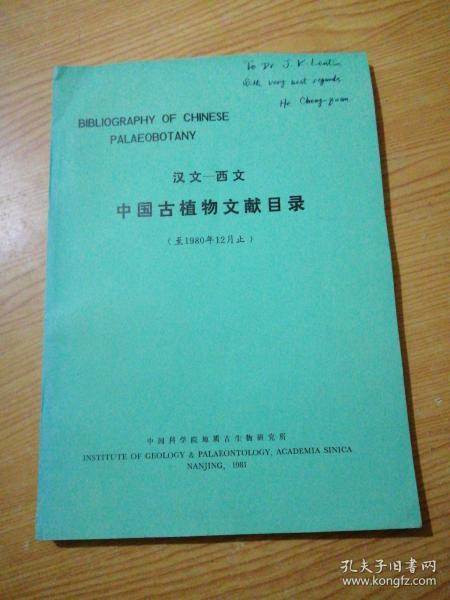 To Dr J. V. Lentin
With very best regards
He Cheng-quan
BIBLIOGRAPHY OF CHINESE
PALAEOBOTANY
汉文—西文
中国古植物文献目录
（至1980年12月止）
中国科学院地质古生物研究所
INSTITUTE OF GEOLOGY & PALAEONTOLOGY, ACADEMIA SINICA
NANJING, 1981
孔夫子旧书网
www.kongfz.com